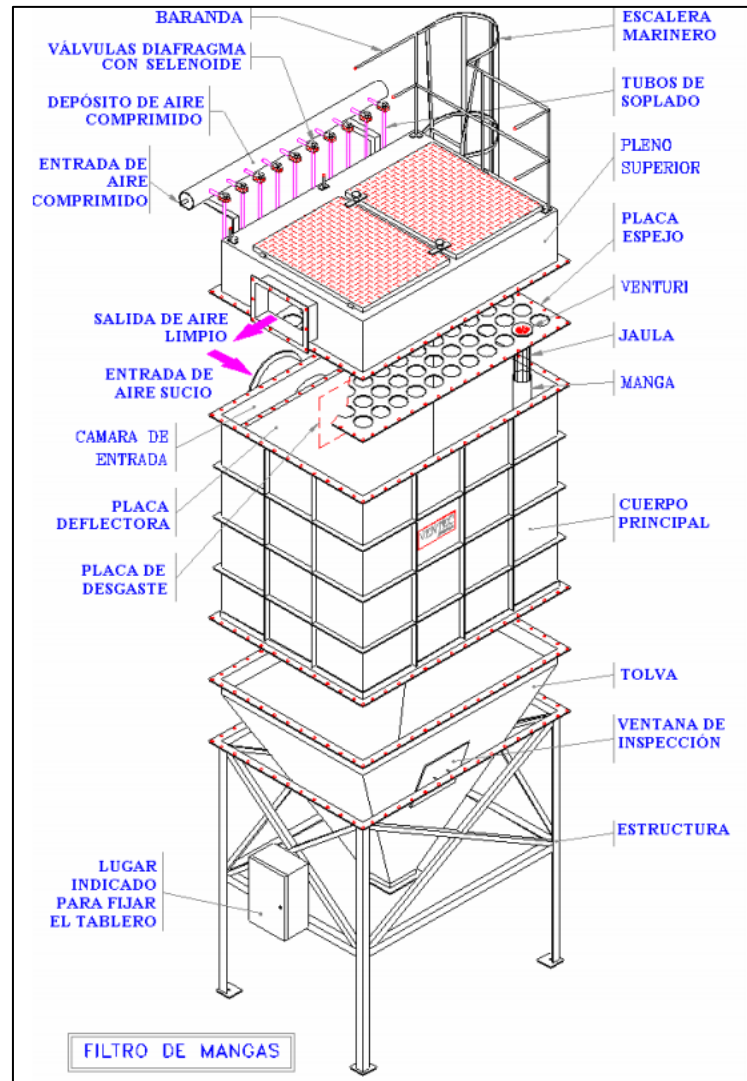 BARANDA
VÁLVULAS DIAFRAGMA
CON SELENOIDE
DEPÓSITO DE AIRE
COMPRIMIDO
ENTRADA DE
AIRE
COMPRIMIDO
ESCALERA
MARINERO
TUBOS DE
SOPLADO
PLENO
SUPERIOR
PLACA
ESPEJO
VENTURI
JAULA
MANGA
SALIDA DE AIRE
LIMPIO
ENTRADA DE
AIRE SUCIO
CAMARA DE
ENTRADA
PLACA
DEFLECTORA
PLACA DE
DESGASTE
VENTEC
CUERPO
PRINCIPAL
TOLVA
VENTANA DE
INSPECCIÓN
ESTRUCTURA
LUGAR
INDICADO
PARA FIJAR
EL TABLERO
FILTRO DE MANGAS